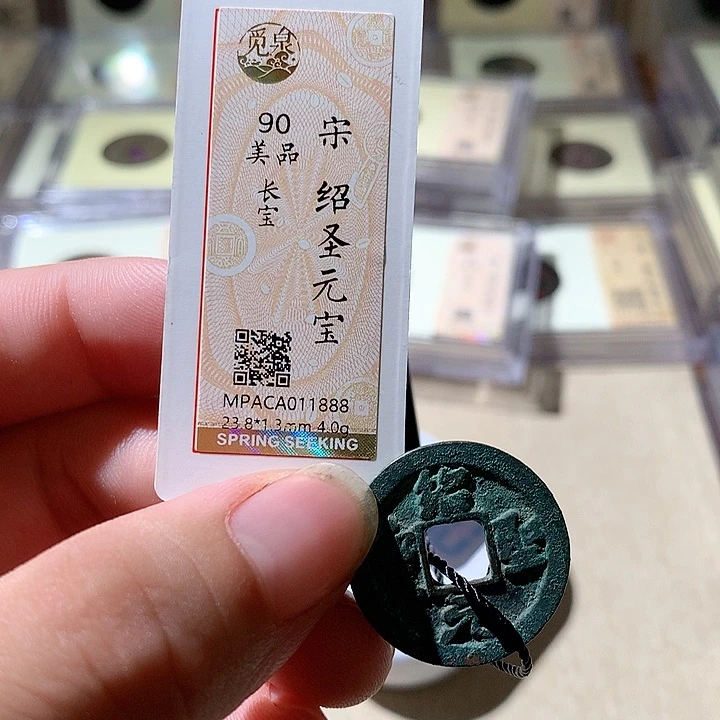 觅泉
宋 绍圣元宝
90
美品
长宝
MPACA011888
23.8*1.3mm 4.0g
SPRING SEEKING